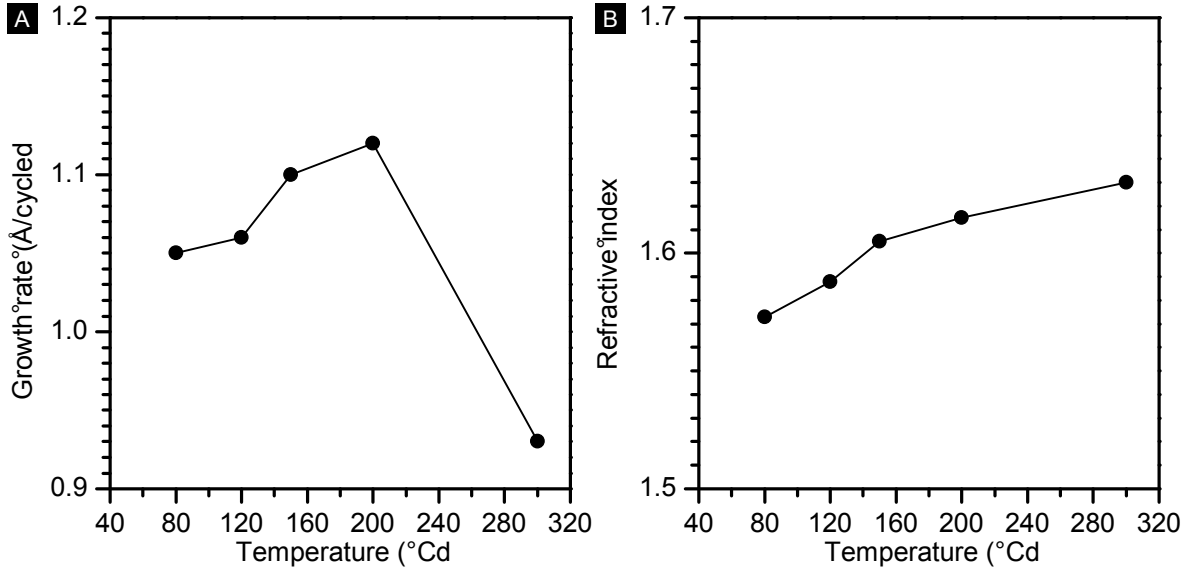 A
1.2
1.1
1.0
0.9
Growth°rate°(Å/cycled
40 80 120 160 200 240 280 320
Temperature (°Cd
B
1.7
1.6
1.5
Refractive°index
40 80 120 160 200 240 280 320
Temperature (°Cd